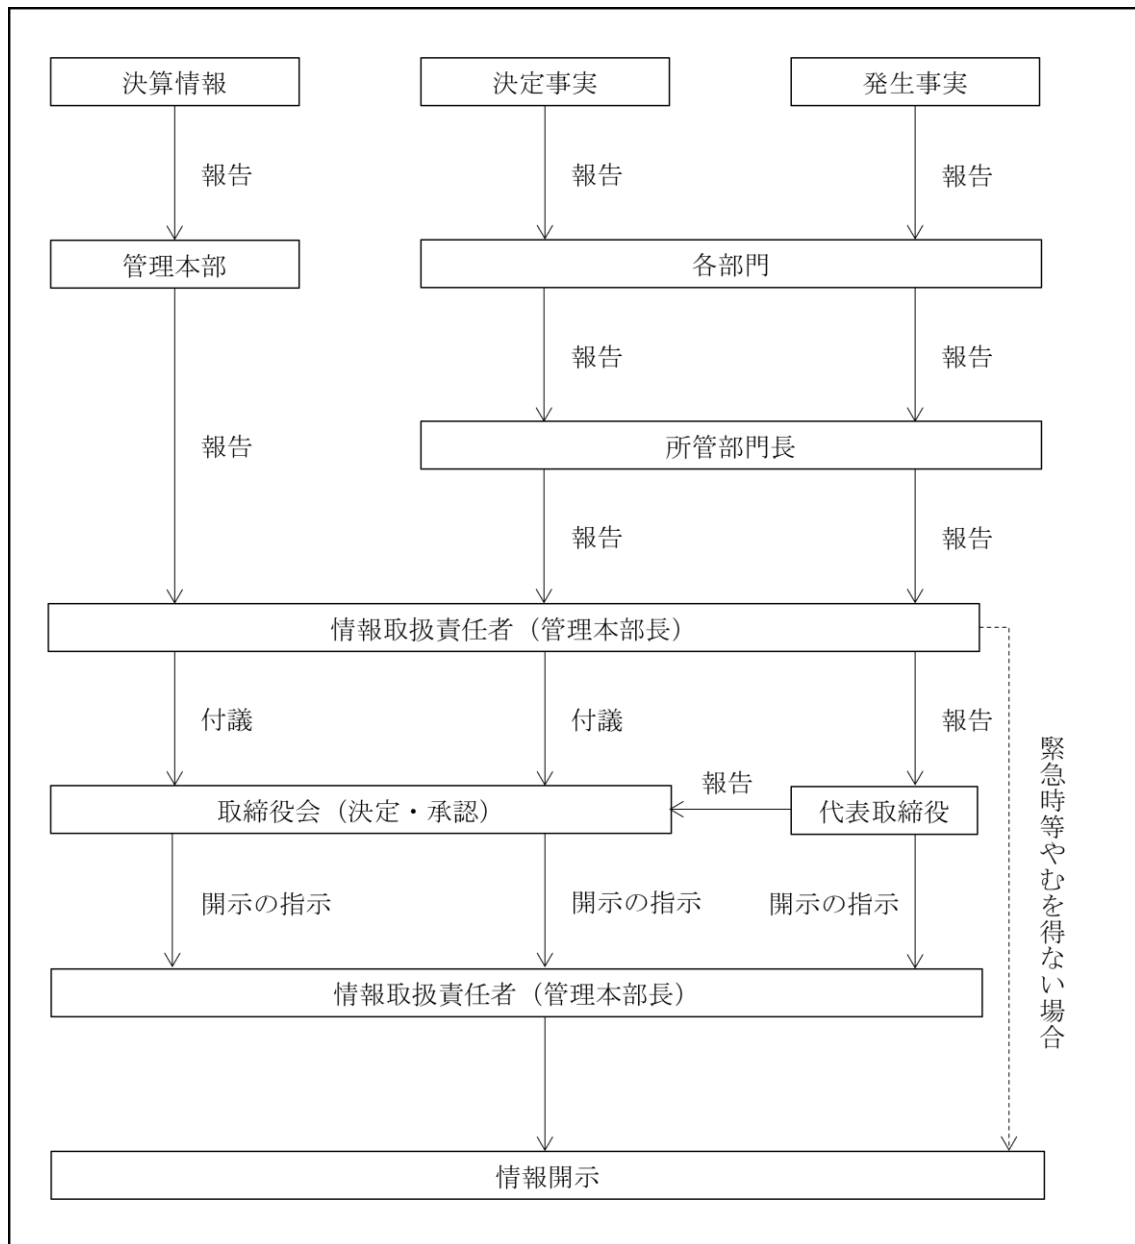 決算情報
決定事実
発生事実
報告
報告
報告
管理本部
各部門
報告
報告
所管部門長
報告
報告
報告
情報取扱責任者（管理本部長）
付議
付議
報告
緊急時等やむを得ない場合
報告
取締役会（決定・承認）
代表取締役
開示の指示
開示の指示
開示の指示
情報取扱責任者（管理本部長）
情報開示